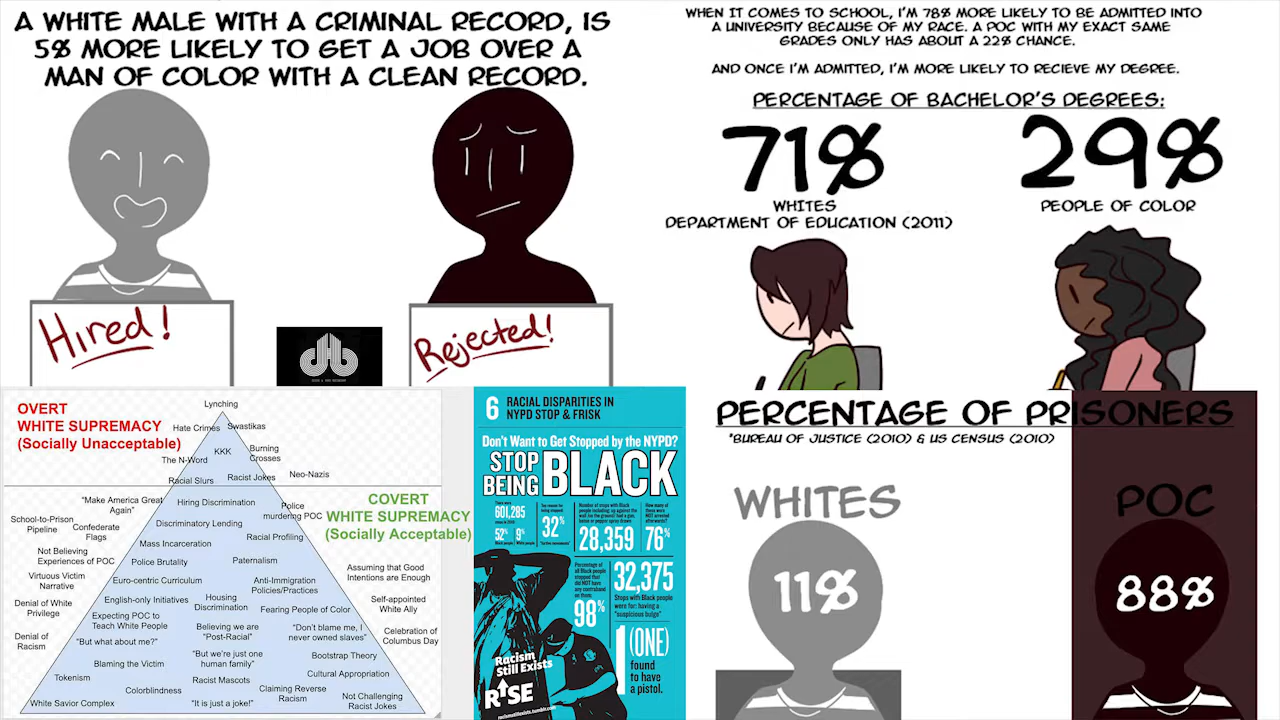 A WHITE MALE WITH A CRIMINAL RECORD, IS
5% MORE LIKELY TO GET A JOB OVER A
MAN OF COLOR WITH A CLEAN RECORD.
Hired!
Rejected!
WHEN IT COMES TO SCHOOL, I'M 78% MORE LIKELY TO BE ADMITTED INTO
A UNIVERSITY BECAUSE OF MY RACE. A POC WITH MY EXACT SAME
GRADES ONLY HAS ABOUT A 22% CHANCE.
AND ONCE I'M ADMITTED, I'M MORE LIKELY TO RECIEVE MY DEGREE.
PERCENTAGE OF BACHELOR'S DEGREES:
71%
29%
WHITES
PEOPLE OF COLOR
DEPARTMENT OF EDUCATION (2011)
OVERT
WHITE SUPREMACY
(Socially Unacceptable)
Lynching
Hate Crimes
Swastikas
KKK
Burning
Crosses
The N-Word
Racial Slurs
Racist Jokes
Neo-Nazis
COVERT
WHITE SUPREMACY
(Socially Acceptable)
"Make America Great
Again"
Hiring Discrimination
Police
murdering POC
School-to-Prison
Pipeline
Confederate
Flags
Discriminatory Lending
Racial Profiling
Mass Incarceration
Not Believing
Experiences of POC
Police Brutality
Paternalism
Virtuous Victim
Narrative
Euro-centric Curriculum
Anti-Immigration
Policies/Practices
Assuming that Good
Intentions are Enough
Denial of White
Privilege
English-only Initiatives
Housing
Discrimination
Fearing People of Color
Self-appointed
White Ally
Expecting POC to
Teach White People
Believing we are
"Post-Racial"
"Don't blame me, I
never owned slaves"
Denial of
Racism
"But what about me?"
Celebration of
Columbus Day
Blaming the Victim
"But we're just one
human family"
Bootstrap Theory
Tokenism
Racist Mascots
Cultural Appropriation
Colorblindness
Claiming Reverse
Racism
White Savior Complex
"It is just a joke!"
Not Challenging
Racist Jokes
6 RACIAL DISPARITIES IN
NYPD STOP & FRISK
Don't Want to Get Stopped by the NYPD?
STOP
BEING
BLACK
601,285
52%
9%
32%
28,359
76%
32,375
Stops with Black people
were for: having a
"suspicious bulge"
98%
1 (ONE)
found to
have a
pistol.
Racism
Still Exists
RISE
racismstillexists.tumblr.com
PERCENTAGE OF PRISONERS
*BUREAU OF JUSTICE (2010) & US CENSUS (2010)
WHITES
POC
11%
88%